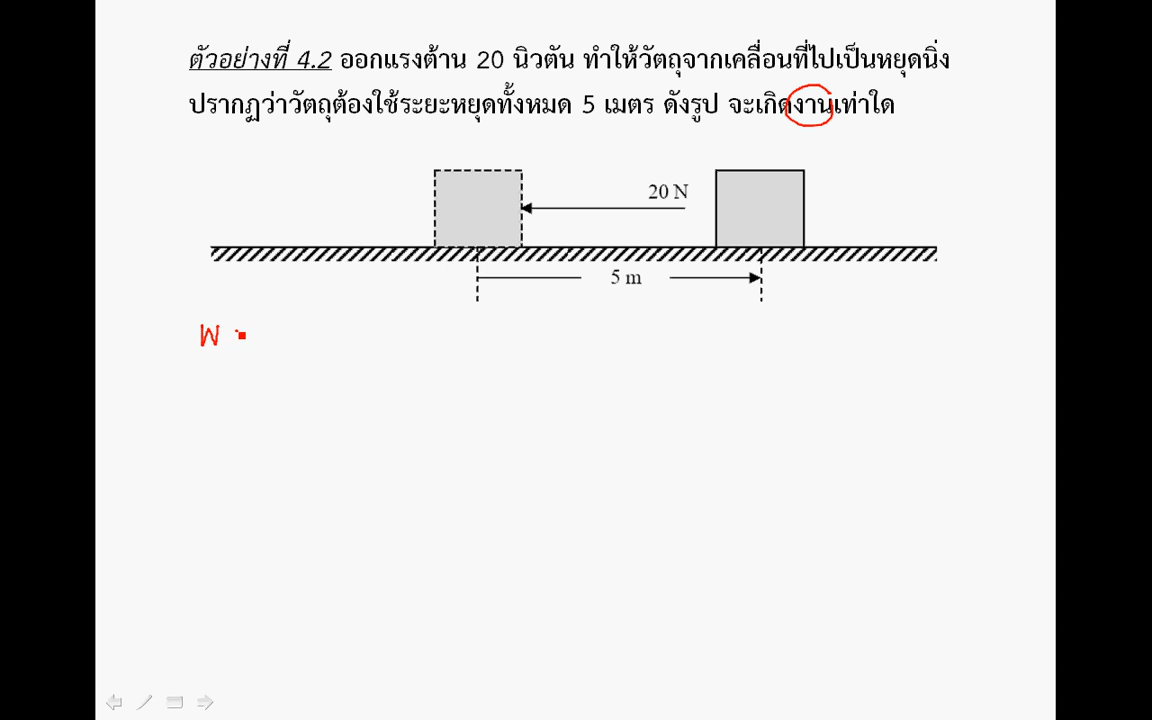 ตัวอย่างที่ 4.2 ออกแรงต้าน 20 นิวตัน ทำให้วัตถุจากเคลื่อนที่ไปเป็นหยุดนิ่ง
ปรากฏว่าวัตถุต้องใช้ระยะหยุดทั้งหมด 5 เมตร ดังรูป จะเกิดงานเท่าใด
20 N
5 m
W